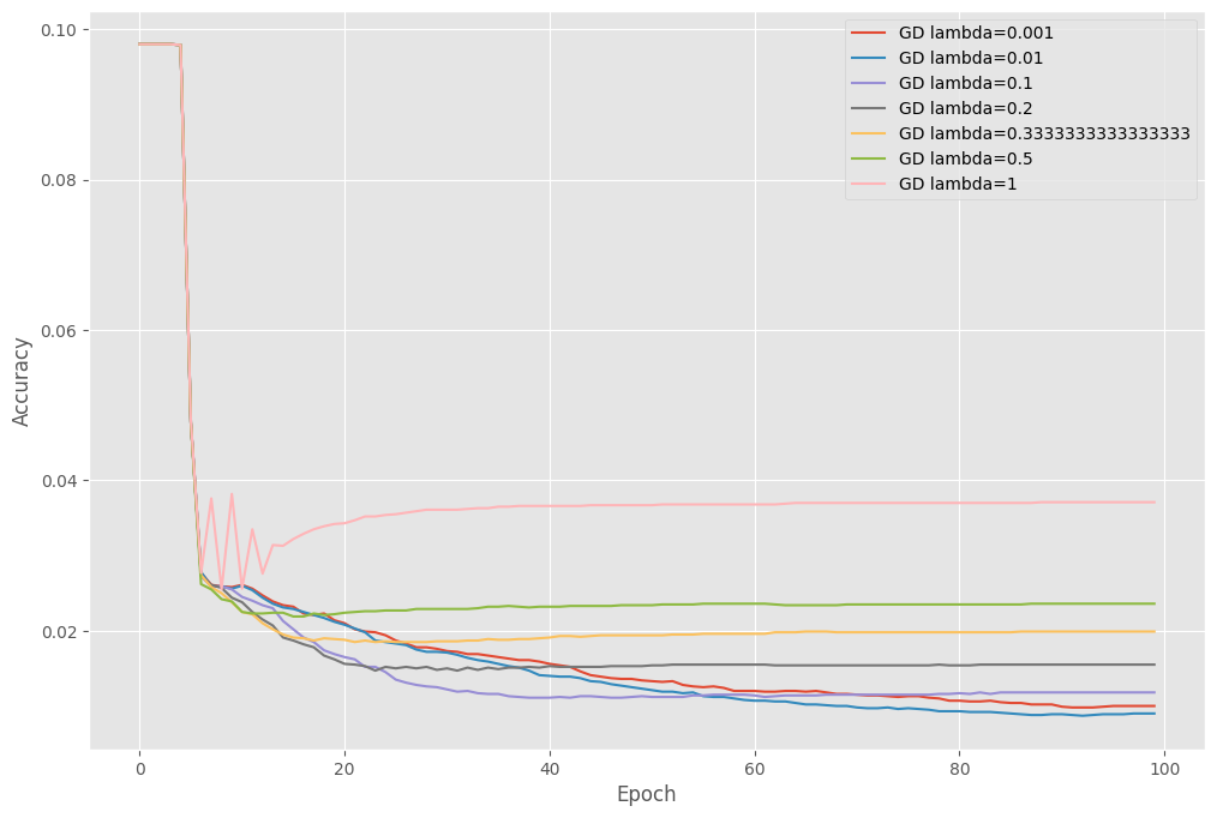 0.10
0.08
0.06
0.04
0.02
Accuracy
0
20
40
60
80
100
Epoch
GD lambda=0.001
GD lambda=0.01
GD lambda=0.1
GD lambda=0.2
GD lambda=0.3333333333333333
GD lambda=0.5
GD lambda=1